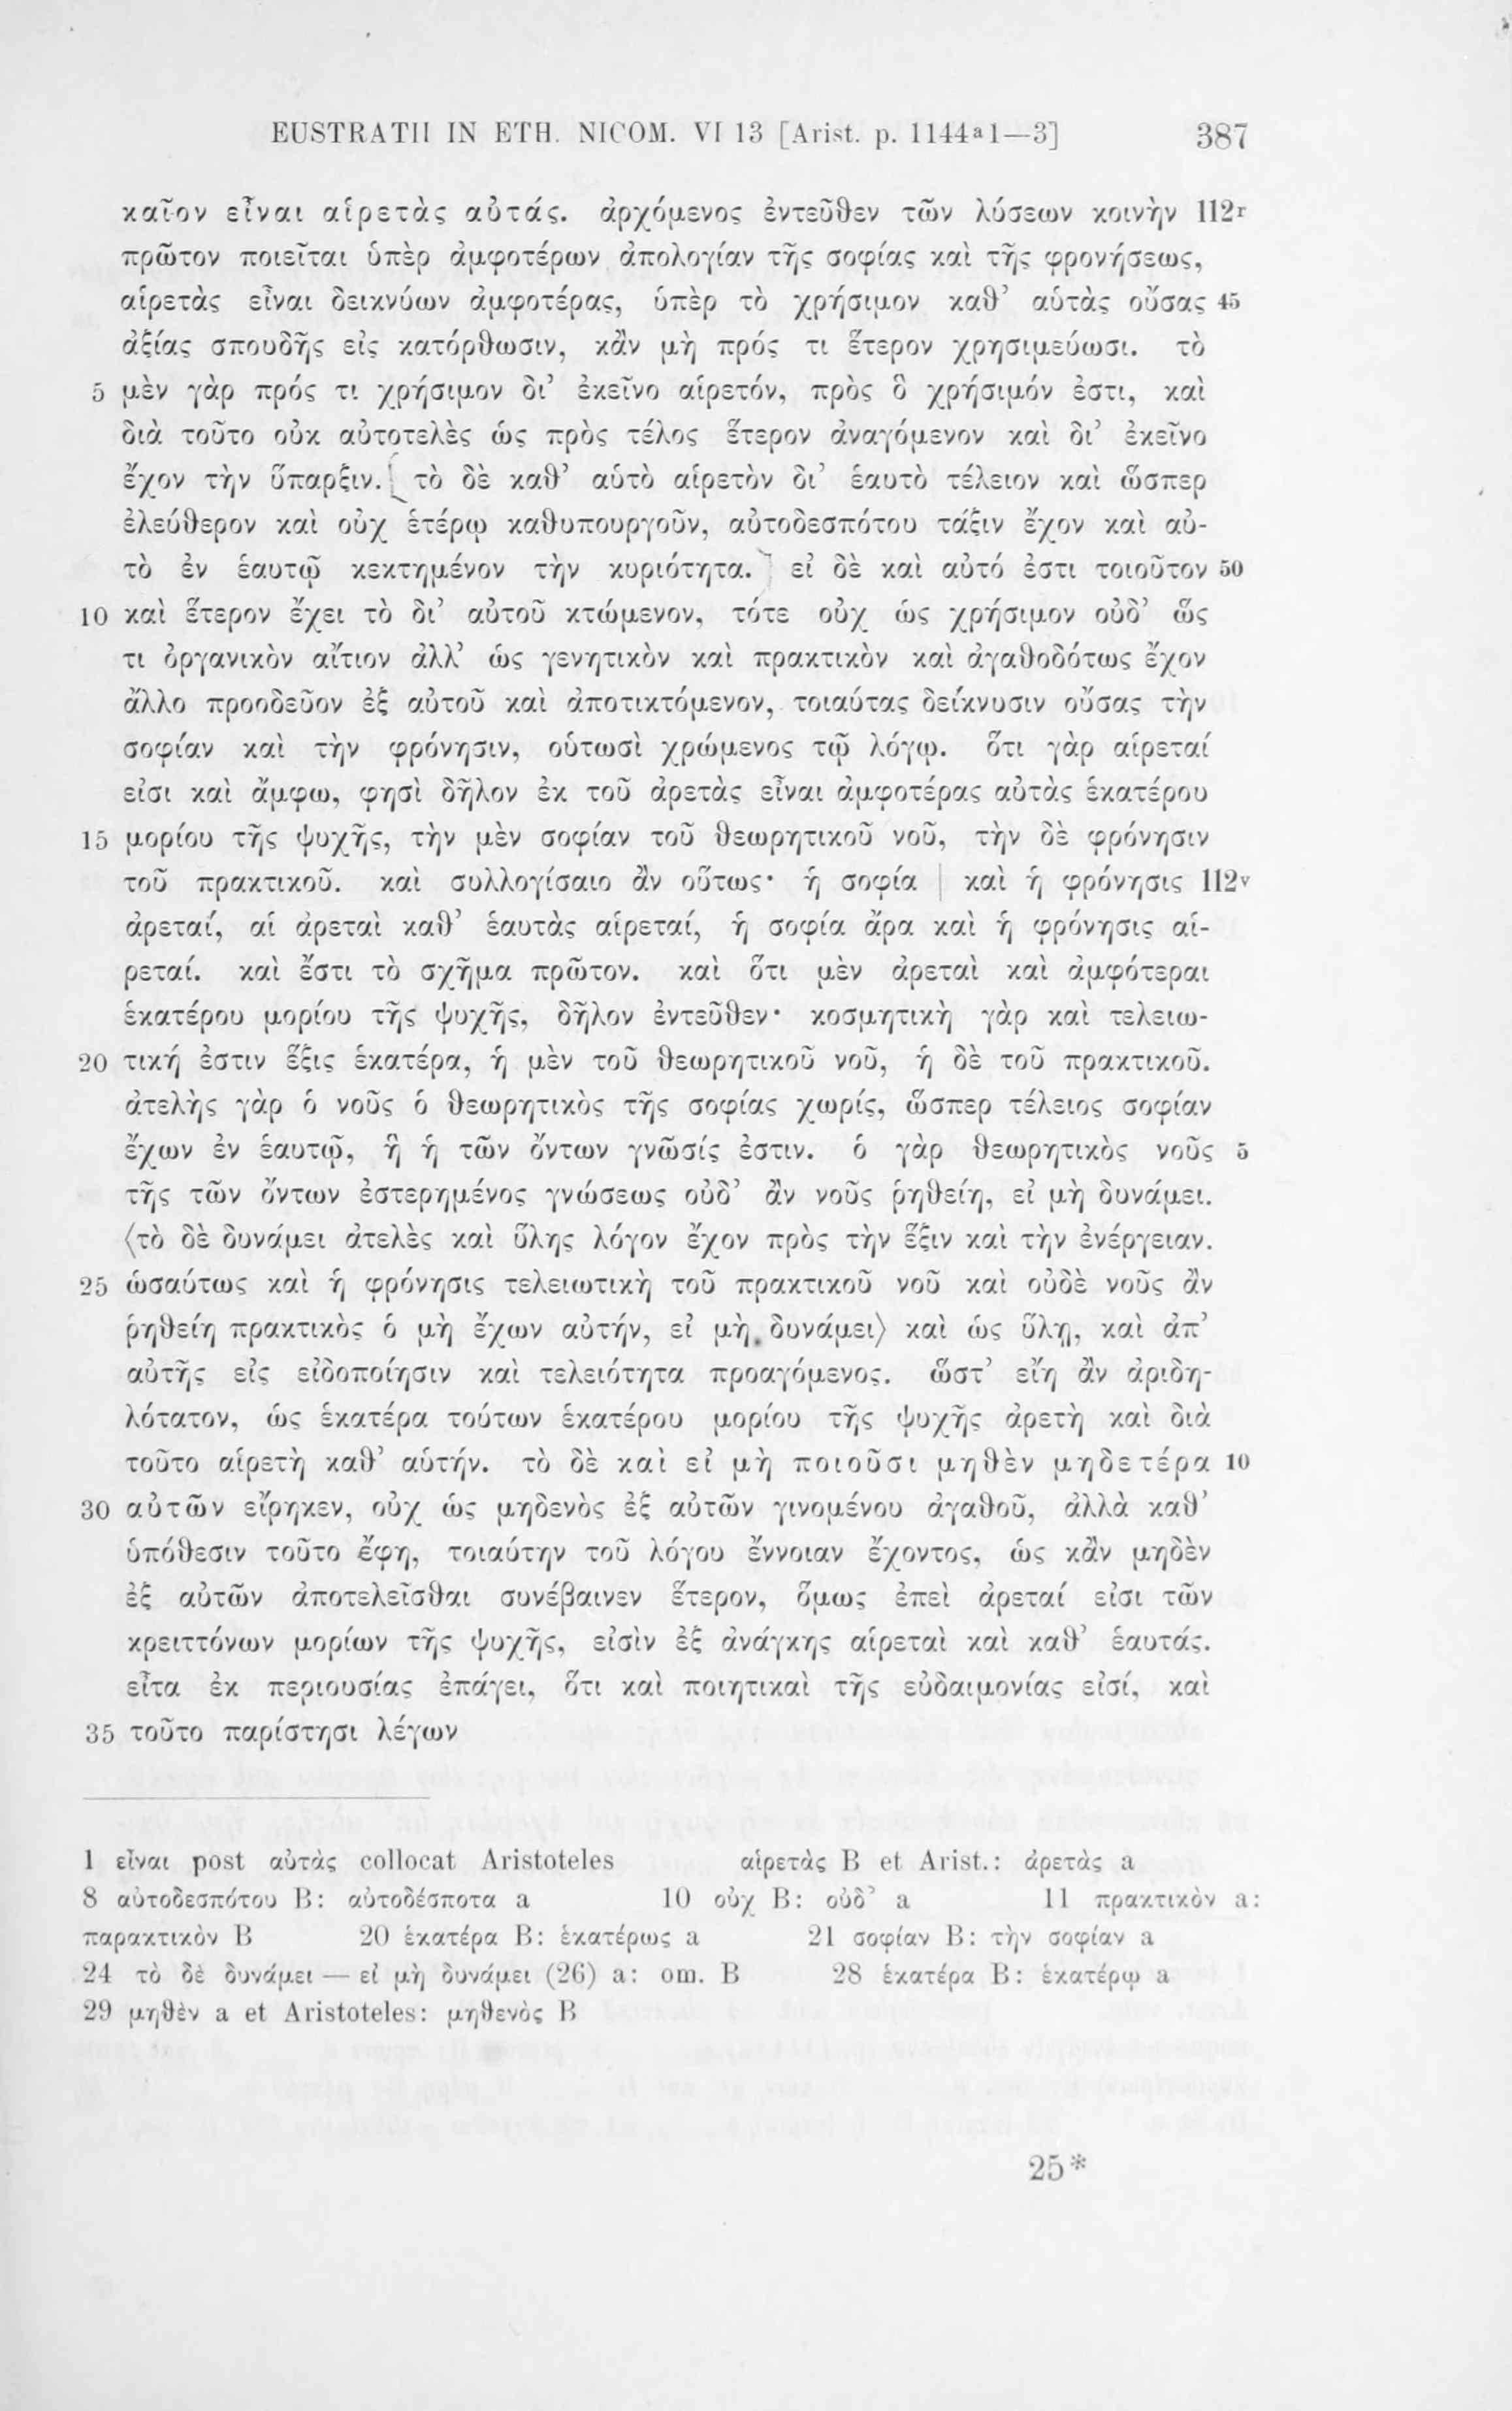 EUSTRATII IN ETH. NICOM. VI 13 [Arist. p. 1144a1—3] 387
καῖον εἶναι αἱρετὰς αὐτάς. ἀρχόμενος ἐντεῦθεν τῶν λύσεων κοινὴν 112r
πρῶτον ποιεῖται ὑπὲρ ἀμφοτέρων ἀπολογίαν τῆς σοφίας καὶ τῆς φρονήσεως,
αἱρετὰς εἶναι δεικνύων ἀμφοτέρας, ὑπὲρ τὸ χρήσιμον καθ’ αὑτὰς οὔσας 45
ἀξίας σπουδῆς εἰς κατόρθωσιν, κἂν μὴ πρός τι ἕτερον χρησιμεύωσι. τὸ
5 μὲν γὰρ πρός τι χρήσιμον δι’ ἐκεῖνο αἱρετόν, πρὸς ὃ χρήσιμόν ἐστι, καὶ
διὰ τοῦτο οὐκ αὐτοτελὲς ὡς πρὸς τέλος ἕτερον ἀναγόμενον καὶ δι’ ἐκεῖνο
ἔχον τὴν ὕπαρξιν. τὸ δὲ καθ’ αὑτὸ αἱρετὸν δι’ ἑαυτὸ τέλειον καὶ ὥσπερ
ἐλεύθερον καὶ οὐχ ἑτέρῳ καθυπουργοῦν, αὐτοδεσπότου τάξιν ἔχον καὶ αὐ-
τὸ ἐν ἑαυτῷ κεκτημένον τὴν κυριότητα. εἰ δὲ καὶ αὐτό ἐστι τοιοῦτον 50
10 καὶ ἕτερον ἔχει τὸ δι’ αὐτοῦ κτώμενον, τότε οὐχ ὡς χρήσιμον οὐδ’ ὥς
τι ὀργανικὸν αἴτιον ἀλλ’ ὡς γενητικὸν καὶ πρακτικὸν καὶ ἀγαθοδότως ἔχον
ἄλλο προοδεῦον ἐξ αὐτοῦ καὶ ἀποτικτόμενον, τοιαύτας δείκνυσιν οὔσας τὴν
σοφίαν καὶ τὴν φρόνησιν, οὑτωσὶ χρώμενος τῷ λόγῳ. ὅτι γὰρ αἱρεταί
εἰσι καὶ ἄμφω, φησὶ δῆλον ἐκ τοῦ ἀρετὰς εἶναι ἀμφοτέρας αὐτὰς ἑκατέρου
15 μορίου τῆς ψυχῆς, τὴν μὲν σοφίαν τοῦ θεωρητικοῦ νοῦ, τὴν δὲ φρόνησιν
τοῦ πρακτικοῦ. καὶ συλλογίσαιο ἂν οὕτως· ἡ σοφία | καὶ ἡ φρόνησις 112v
ἀρεταί, αἱ ἀρεταὶ καθ’ ἑαυτὰς αἱρεταί, ἡ σοφία ἄρα καὶ ἡ φρόνησις αἱ-
ρεταί. καὶ ἔστι τὸ σχῆμα πρῶτον. καὶ ὅτι μὲν ἀρεταὶ καὶ ἀμφότεραι
ἑκατέρου μορίου τῆς ψυχῆς, δῆλον ἐντεῦθεν· κοσμητικὴ γὰρ καὶ τελειω-
20 τική ἐστιν ἕξις ἑκατέρα, ἡ μὲν τοῦ θεωρητικοῦ νοῦ, ἡ δὲ τοῦ πρακτικοῦ.
ἀτελὴς γὰρ ὁ νοῦς ὁ θεωρητικὸς τῆς σοφίας χωρίς, ὥσπερ τέλειος σοφίαν
ἔχων ἐν ἑαυτῷ, ἣ ἡ τῶν ὄντων γνῶσίς ἐστιν. ὁ γὰρ θεωρητικὸς νοῦς 5
τῆς τῶν ὄντων ἐστερημένος γνώσεως οὐδ’ ἂν νοῦς ῥηθείη, εἰ μὴ δυνάμει.
⟨τὸ δὲ δυνάμει ἀτελὲς καὶ ὕλης λόγον ἔχον πρὸς τὴν ἕξιν καὶ τὴν ἐνέργειαν.
25 ὡσαύτως καὶ ἡ φρόνησις τελειωτικὴ τοῦ πρακτικοῦ νοῦ καὶ οὐδὲ νοῦς ἂν
ῥηθείη πρακτικὸς ὁ μὴ ἔχων αὐτήν, εἰ μὴ δυνάμει⟩ καὶ ὡς ὕλη, καὶ ἀπ’
αὐτῆς εἰς εἰδοποίησιν καὶ τελειότητα προαγόμενος. ὥστ’ εἴη ἂν ἀριδη-
λότατον, ὡς ἑκατέρα τούτων ἑκατέρου μορίου τῆς ψυχῆς ἀρετὴ καὶ διὰ
τοῦτο αἱρετὴ καθ’ αὑτήν. τὸ δὲ καὶ εἰ μὴ ποιοῦσι μηθὲν μηδετέρα 10
30 αὐτῶν εἴρηκεν, οὐχ ὡς μηδενὸς ἐξ αὐτῶν γινομένου ἀγαθοῦ, ἀλλὰ καθ’
ὑπόθεσιν τοῦτο ἔφη, τοιαύτην τοῦ λόγου ἔννοιαν ἔχοντος, ὡς κἂν μηδὲν
ἐξ αὐτῶν ἀποτελεῖσθαι συνέβαινεν ἕτερον, ὅμως ἐπεὶ ἀρεταί εἰσι τῶν
κρειττόνων μορίων τῆς ψυχῆς, εἰσὶν ἐξ ἀνάγκης αἱρεταὶ καὶ καθ’ ἑαυτάς.
εἶτα ἐκ περιουσίας ἐπάγει, ὅτι καὶ ποιητικαὶ τῆς εὐδαιμονίας εἰσί, καὶ
35 τοῦτο παρίστησι λέγων
1 εἶναι post αὐτὰς collocat Aristoteles αἱρετὰς B et Arist.: ἀρετὰς a
8 αὐτοδεσπότου B: αὐτοδέσποτα a 10 οὐχ B: οὐδ’ a 11 πρακτικὸν a:
παρακτικὸν B 20 ἑκατέρα B: ἑκατέρως a 21 σοφίαν B: τὴν σοφίαν a
24 τὸ δὲ δυνάμει — εἰ μὴ δυνάμει (26) a: om. B 28 ἑκατέρα B: ἑκατέρῳ a
29 μηθὲν a et Aristoteles: μηθενὸς B
25*